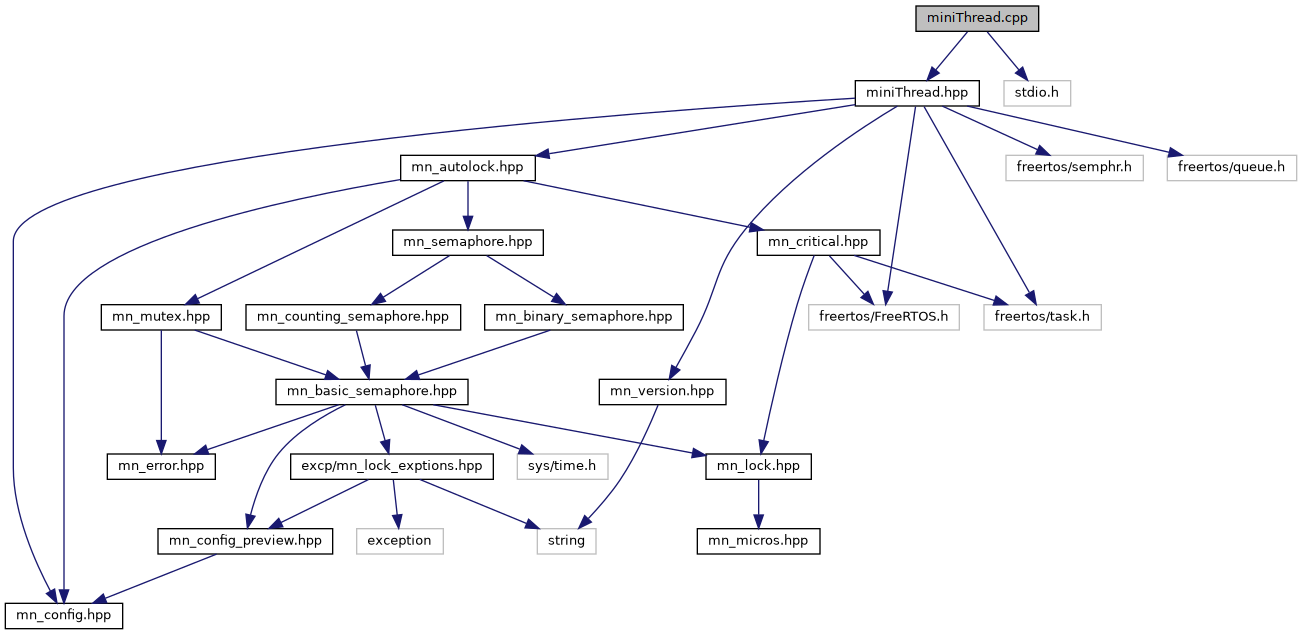 miniThread.cpp
miniThread.hpp
stdio.h
mn_autolock.hpp
freertos/semphr.h
freertos/queue.h
mn_semaphore.hpp
mn_critical.hpp
mn_mutex.hpp
mn_counting_semaphore.hpp
mn_binary_semaphore.hpp
freertos/FreeRTOS.h
freertos/task.h
mn_basic_semaphore.hpp
mn_version.hpp
mn_error.hpp
excp/mn_lock_exptions.hpp
sys/time.h
mn_lock.hpp
mn_config_preview.hpp
exception
string
mn_micros.hpp
mn_config.hpp